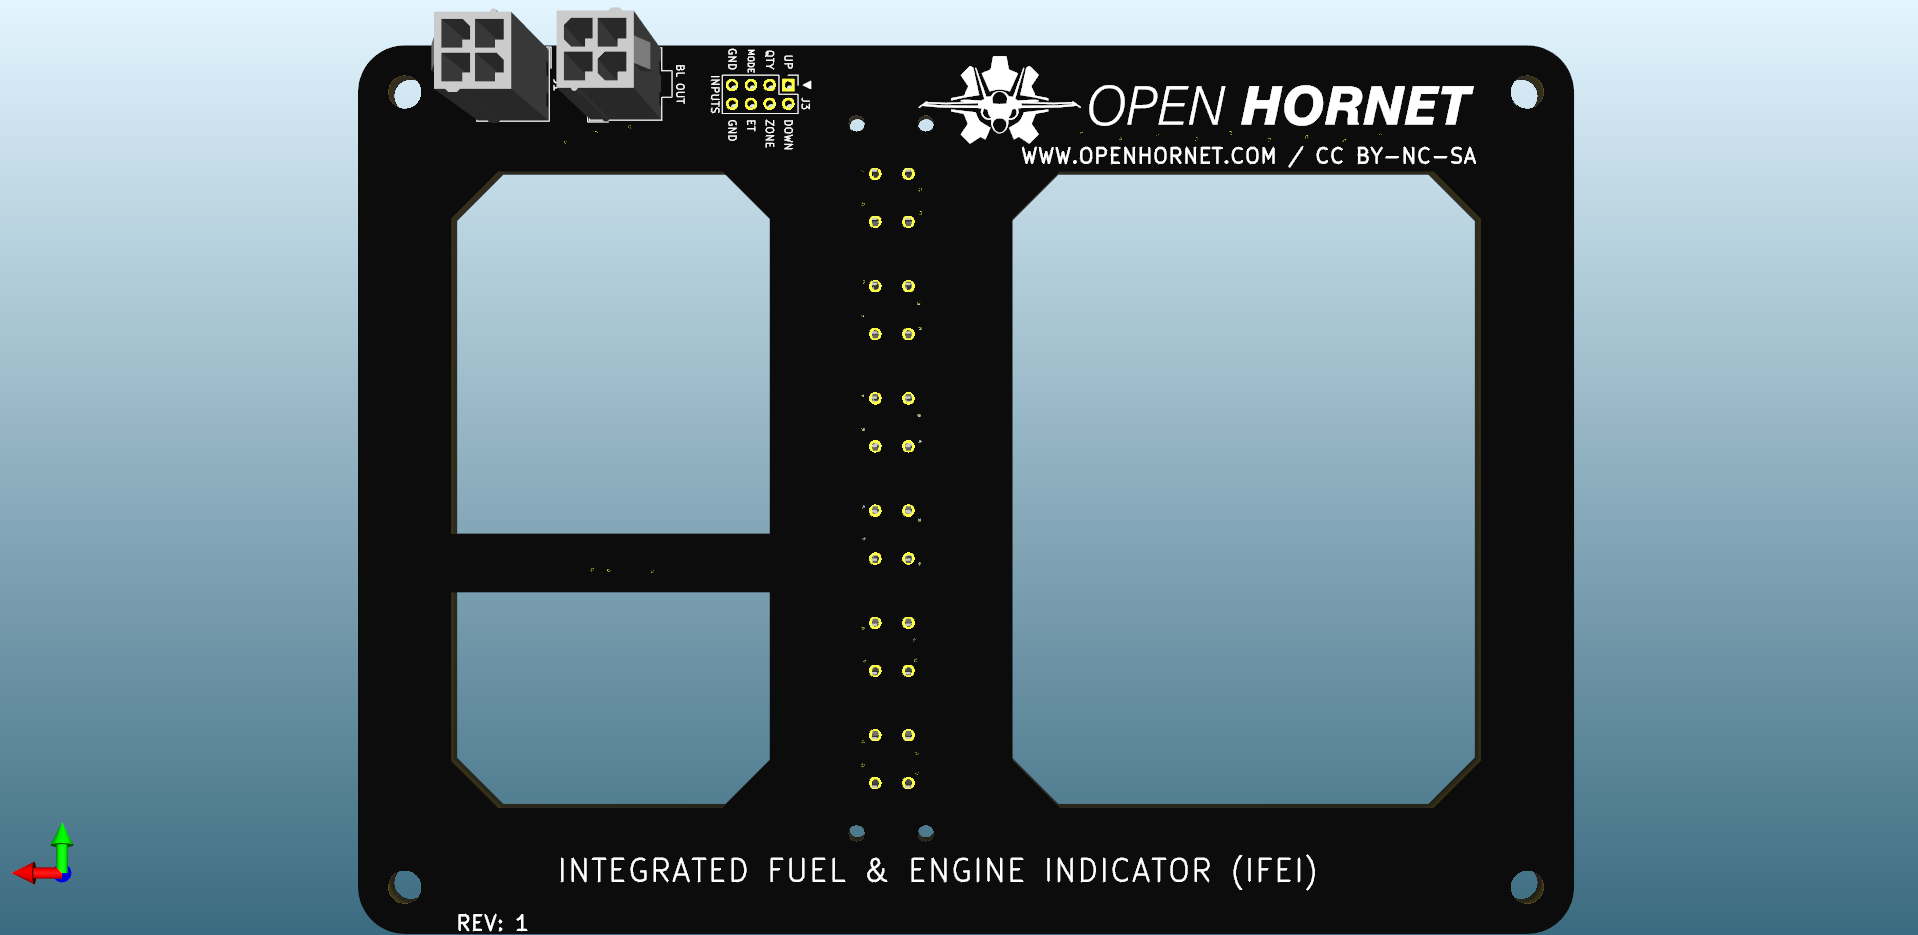 BL OUT
INPUTS
GND MODE QTY UP
J3
GND ET ZONE DOWN
OPEN HORNET
WWW.OPENHORNET.COM / CC BY-NC-SA
INTEGRATED FUEL & ENGINE INDICATOR (IFEI)
REV: 1